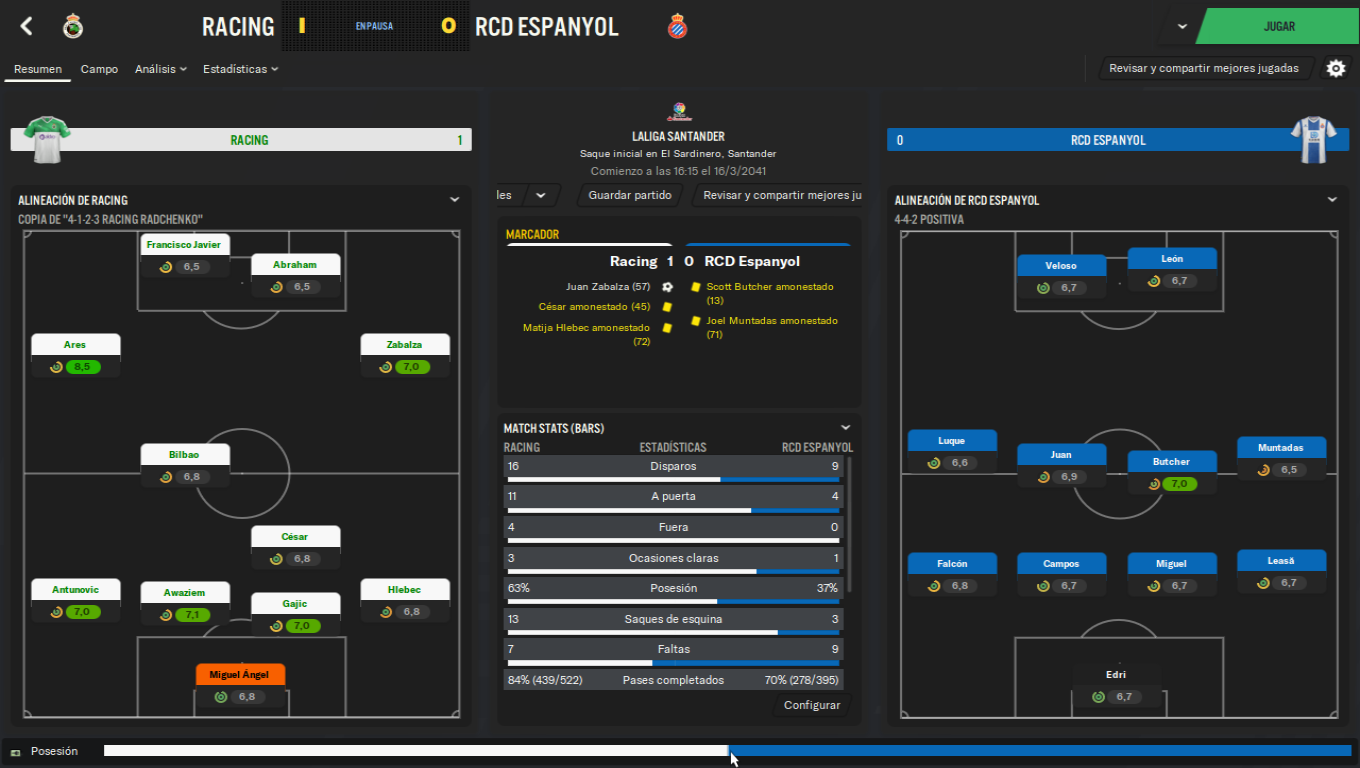 RACING 1 EN PAUSA 0 RCD ESPANYOL
JUGAR
Resumen Campo Análisis Estadísticas
Revisar y compartir mejores jugadas
RACING 1
LALIGA SANTANDER
Saque inicial en El Sardinero, Santander
Comienzo a las 16:15 el 16/3/2041
les Guardar partido Revisar y compartir mejores ju
0 RCD ESPANYOL
ALINEACIÓN DE RACING
COPIA DE "4-1-2-3 RACING RADCHENKO"
Francisco Javier
6,5
Abraham
6,5
Ares
8,5
Zabalza
7,0
Bilbao
6,8
César
6,8
Antunovic
7,0
Awaziem
7,1
Gajic
7,0
Hlebec
6,8
Miguel Ángel
6,8
MARCADOR
Racing 1 0 RCD Espanyol
Juan Zabalza (57)
César amonestado (45)
Matija Hlebec amonestado
(72)
Scott Butcher amonestado
(13)
Joel Muntadas amonestado
(71)
MATCH STATS (BARS)
RACING ESTADÍSTICAS RCD ESPANYOL
16 Disparos 9
11 A puerta 4
4 Fuera 0
3 Ocasiones claras 1
63% Posesión 37%
13 Saques de esquina 3
7 Faltas 9
84% (439/522) Pases completados 70% (278/395)
Configurar
ALINEACIÓN DE RCD ESPANYOL
4-4-2 POSITIVA
Veloso
6,7
León
6,7
Luque
6,6
Juan
6,9
Butcher
7,0
Muntadas
6,5
Falcón
6,8
Campos
6,7
Miguel
6,7
Leasă
6,7
Edri
6,7
Posesión